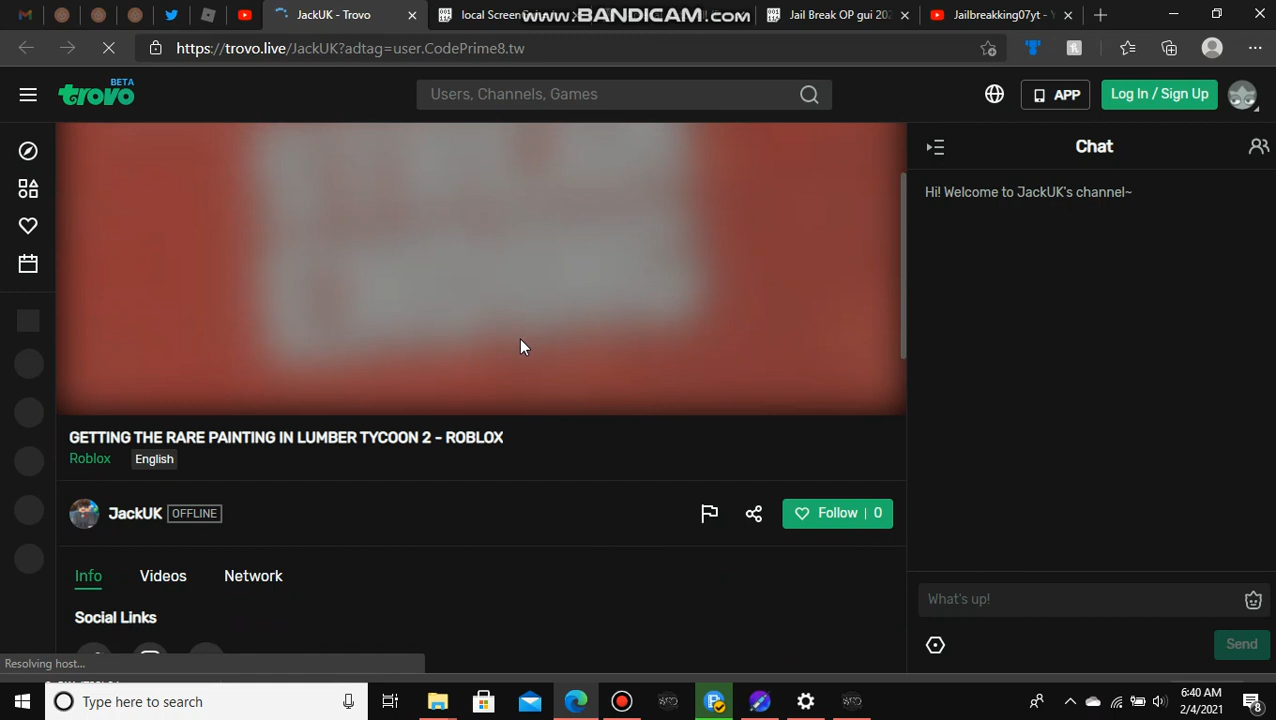 JackUK - Trovo
local Screen
www.BANDICAM.com
Jail Break OP gui 202
Jailbreakking07yt - Y
https://trovo.live/JackUK?adtag=user.CodePrime8.tw
BETA
trovo
Users, Channels, Games
APP
Log In / Sign Up
Chat
Hi! Welcome to JackUK's channel~
GETTING THE RARE PAINTING IN LUMBER TYCOON 2 - ROBLOX
Roblox
English
JackUK
OFFLINE
Follow | 0
Info
Videos
Network
Social Links
What's up!
Send
Resolving host...
Type here to search
6:40 AM
2/4/2021
8